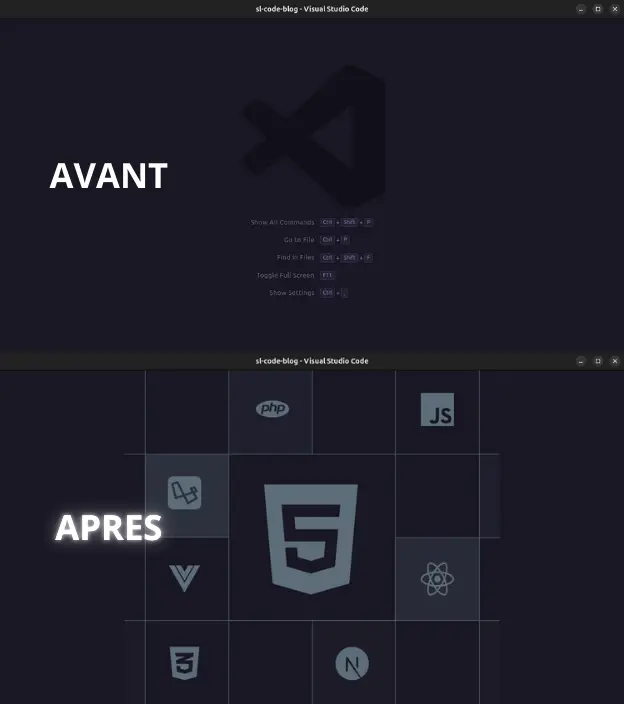 sl-code-blog - Visual Studio Code
AVANT
Show All Commands Ctrl + Shift + P
Go to File Ctrl + P
Find in Files Ctrl + Shift + F
Toggle Full Screen F11
Show Settings Ctrl + ,
sl-code-blog - Visual Studio Code
php
JS
5
APRES
3
N